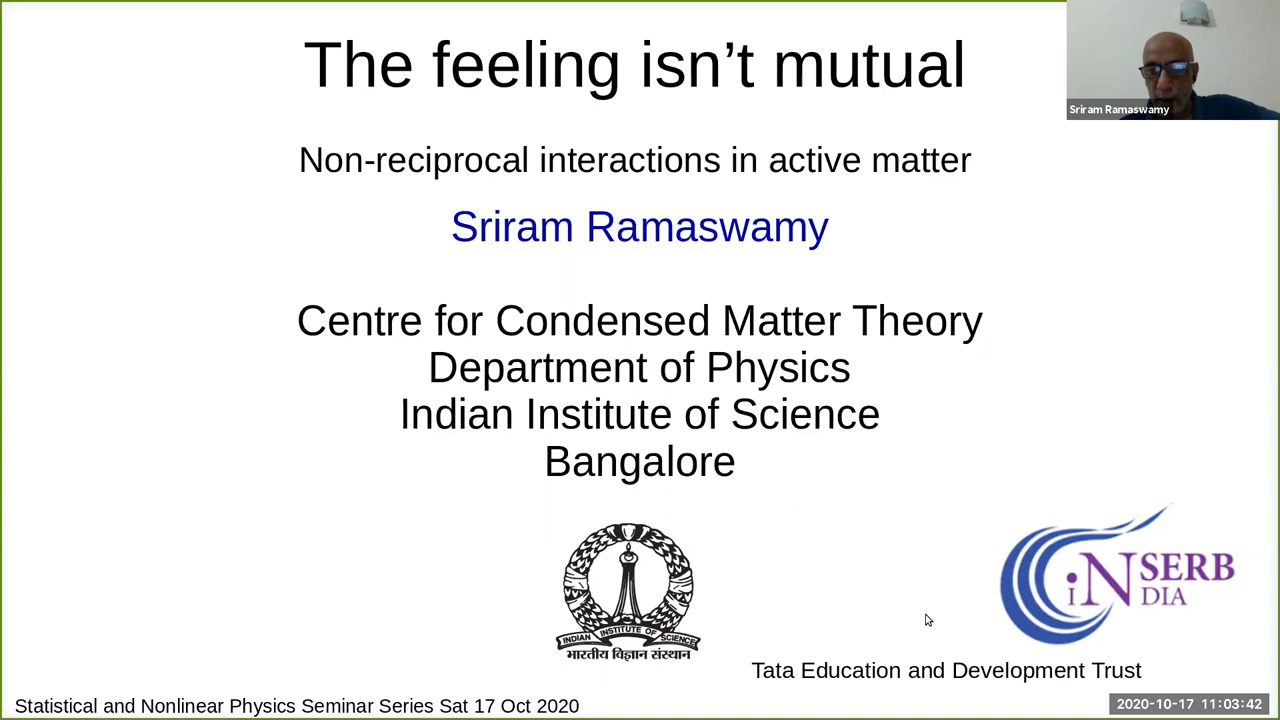 The feeling isn’t mutual
Sriram Ramaswamy
Non-reciprocal interactions in active matter
Sriram Ramaswamy
Centre for Condensed Matter Theory
Department of Physics
Indian Institute of Science
Bangalore
INDIAN INSTITUTE OF SCIENCE
भारतीय विज्ञान संस्थान
SERB
iNDIA
Tata Education and Development Trust
Statistical and Nonlinear Physics Seminar Series Sat 17 Oct 2020
2020-10-17 11:03:42